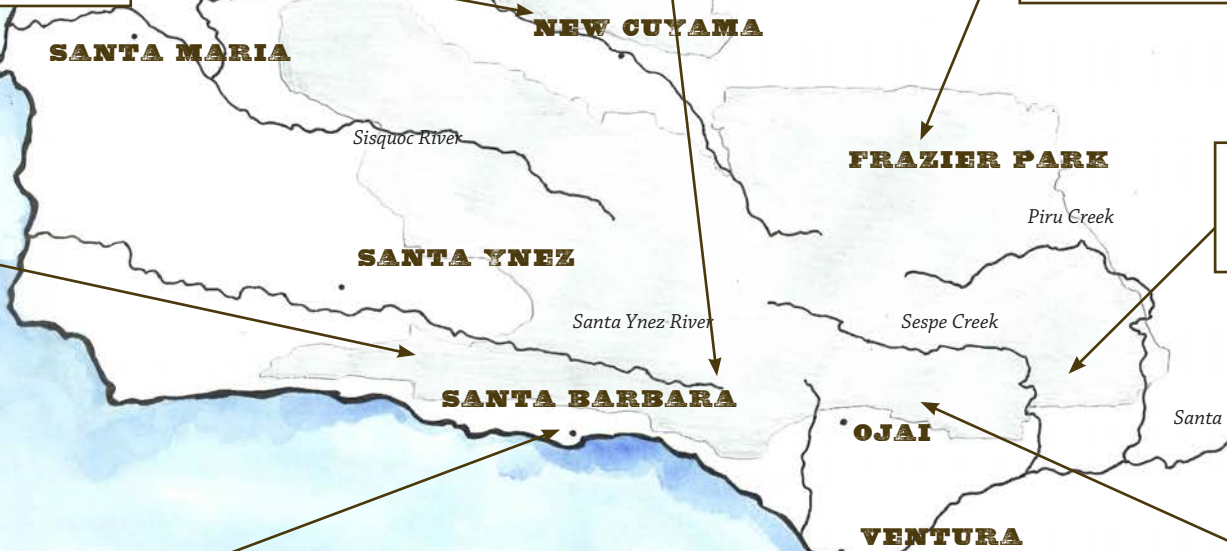 NEW CUYAMA
SANTA MARIA
Sisquoc River
FRAZIER PARK
Piru Creek
SANTA YNEZ
Santa Ynez River
Sespe Creek
SANTA BARBARA
Santa
OJAI
VENTURA